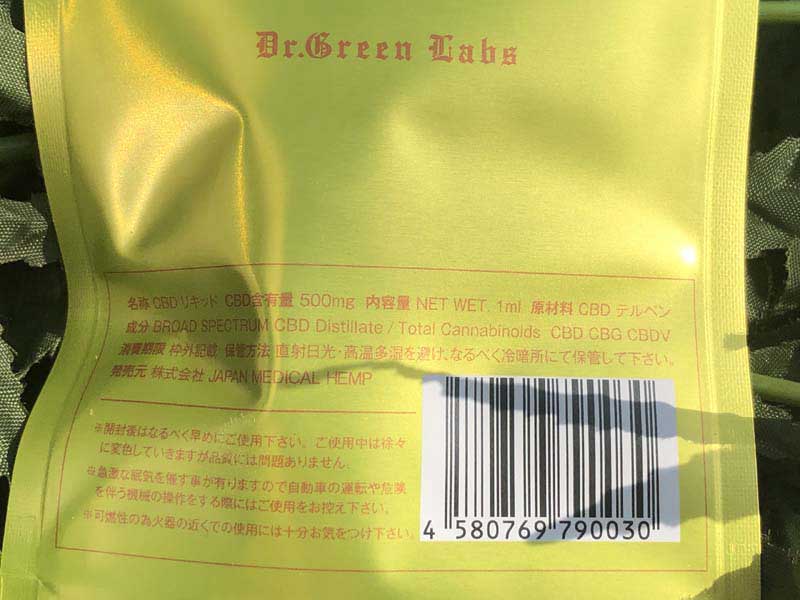 Dr.Green Labs
名称 CBDリキッド CBD含有量 500mg 内容量 NET WET. 1ml 原材料 CBD テルペン
成分 BROAD SPECTRUM CBD Distillate / Total Cannabinoids CBD CBG CBDV
消費期限 枠外記載 保管方法 直射日光・高温多湿を避け、なるべく冷暗所にて保管して下さい。
発売元 株式会社 JAPAN MEDICAL HEMP
※開封後はなるべく早めにご使用下さい。ご使用中は徐々
に変色していきますが品質には問題ありません。
※急激な眠気を催す事が有りますので自動車の運転や危険
を伴う機械の操作をする際にはご使用をお控え下さい。
※可燃性の為火器の近くでの使用には十分お気をつけ下さい。
4 580769 790030